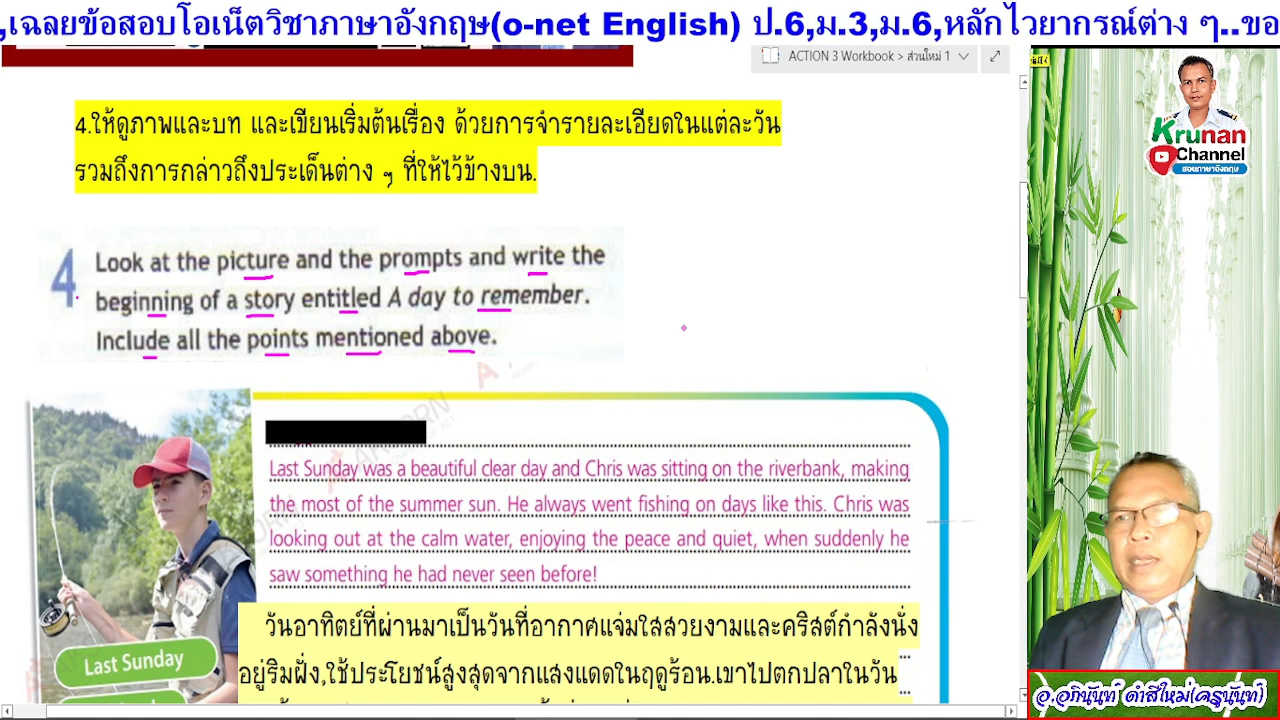 ,เฉลยข้อสอบโอเน็ตวิชาภาษาอังกฤษ(o-net English) ป.6,ม.3,ม.6,หลักไวยากรณ์ต่าง ๆ..ขอ
ACTION 3 Workbook > ส่วนใหม่ 1
4.ให้ดูภาพและบท และเขียนเริ่มต้นเรื่อง ด้วยการจำรายละเอียดในแต่ละวัน
รวมถึงการกล่าวถึงประเด็นต่าง ๆ ที่ให้ไว้ข้างบน.
Krunan
Channel
สอนภาษาอังกฤษ
4 Look at the picture and the prompts and write the
beginning of a story entitled A day to remember.
Include all the points mentioned above.
Last Sunday was a beautiful clear day and Chris was sitting on the riverbank, making
the most of the summer sun. He always went fishing on days like this. Chris was
looking out at the calm water, enjoying the peace and quiet, when suddenly he
saw something he had never seen before!
วันอาทิตย์ที่ผ่านมาเป็นวันที่อากาศแจ่มใสสวยงามและคริสต์กำลังนั่ง
อยู่ริมฝั่ง,ใช้ประโยชน์สูงสุดจากแสงแดดในฤดูร้อน.เขาไปตกปลาในวัน
Last Sunday
อ.อภินันท์ ดำสีใหม่(ครูนันท์)